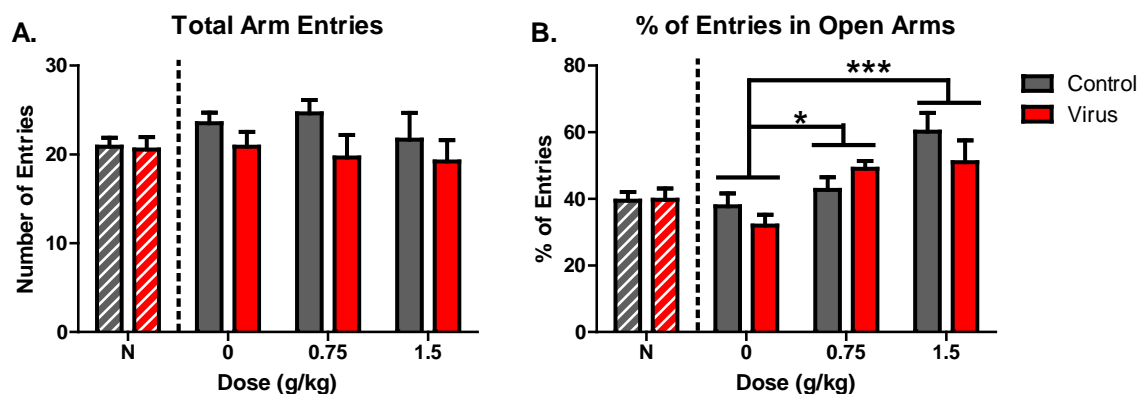 A.
Total Arm Entries
Number of Entries
30
20
10
0
N
0
0.75
1.5
Dose (g/kg)
B.
% of Entries in Open Arms
% of Entries
80
60
40
20
0
***
*
N
0
0.75
1.5
Dose (g/kg)
Control
Virus